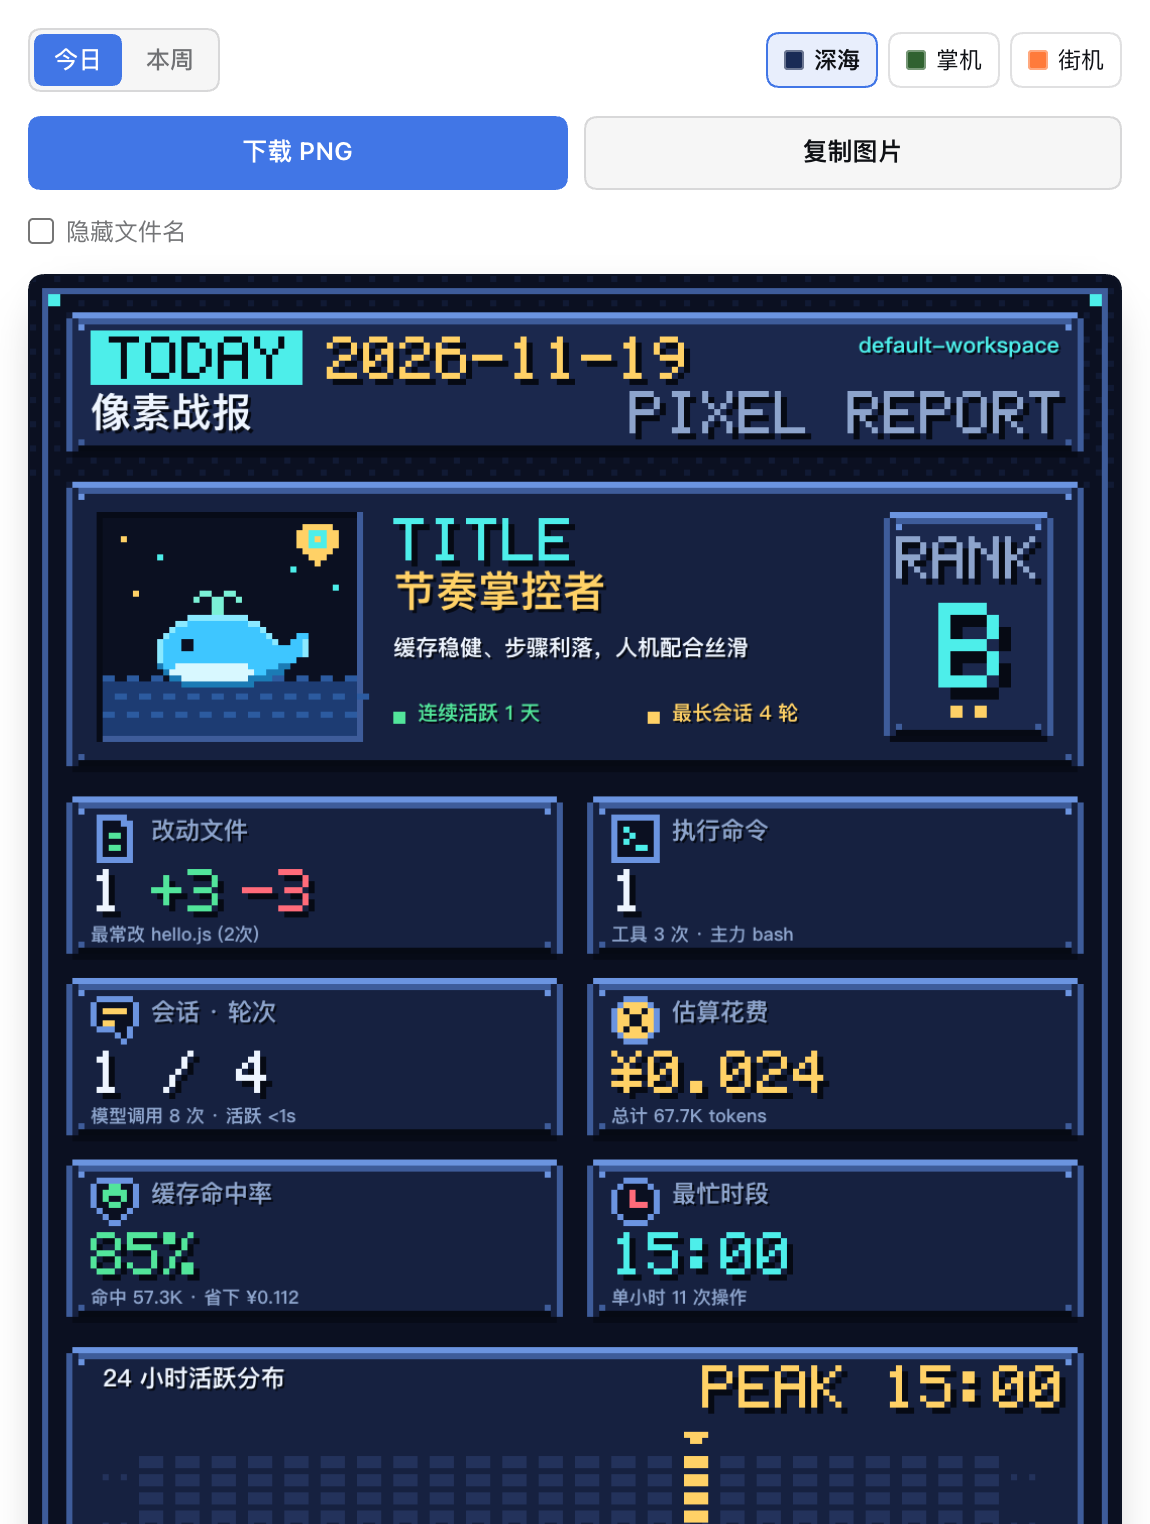 今日 本周 深海 掌机 街机
下载 PNG 复制图片
隐藏文件名
TODAY 2026-11-19 default-workspace
像素战报 PIXEL REPORT
TITLE
节奏掌控者
缓存稳健、步骤利落，人机配合丝滑
连续活跃 1 天 最长会话 4 轮
RANK
B
改动文件
1 +3 -3
最常改 hello.js (2次)
执行命令
1
工具 3 次 · 主力 bash
会话 · 轮次
1 / 4
模型调用 8 次 · 活跃 <1s
估算花费
¥0.024
总计 67.7K tokens
缓存命中率
85%
命中 57.3K · 省下 ¥0.112
最忙时段
15:00
单小时 11 次操作
24 小时活跃分布 PEAK 15:00